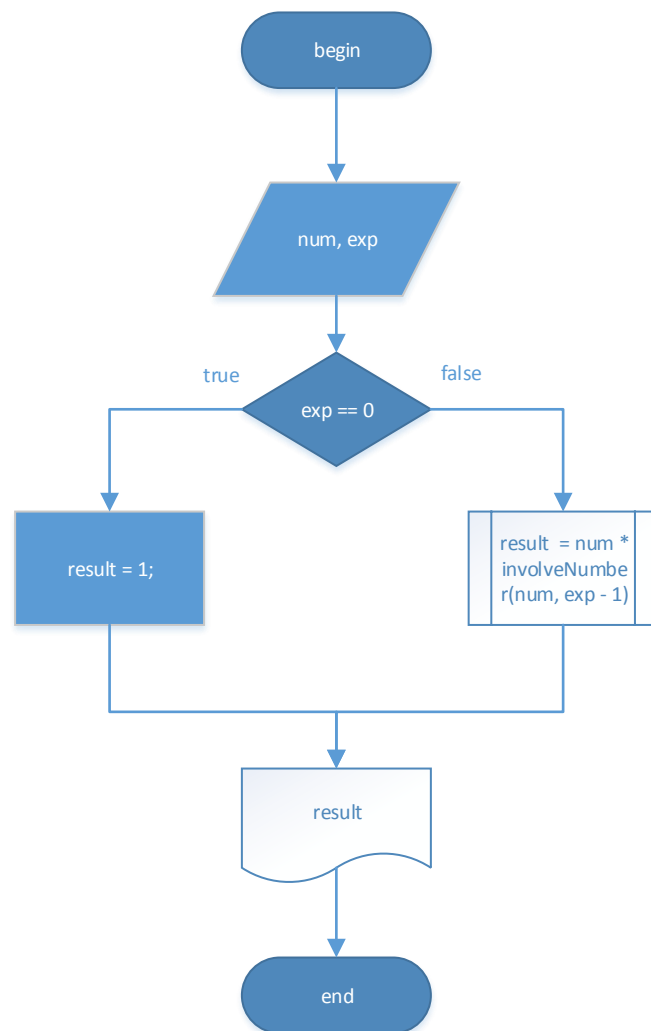 begin
num, exp
true
false
exp == 0
result = 1;
result = num *
involveNumbe
r(num, exp - 1)
result
end